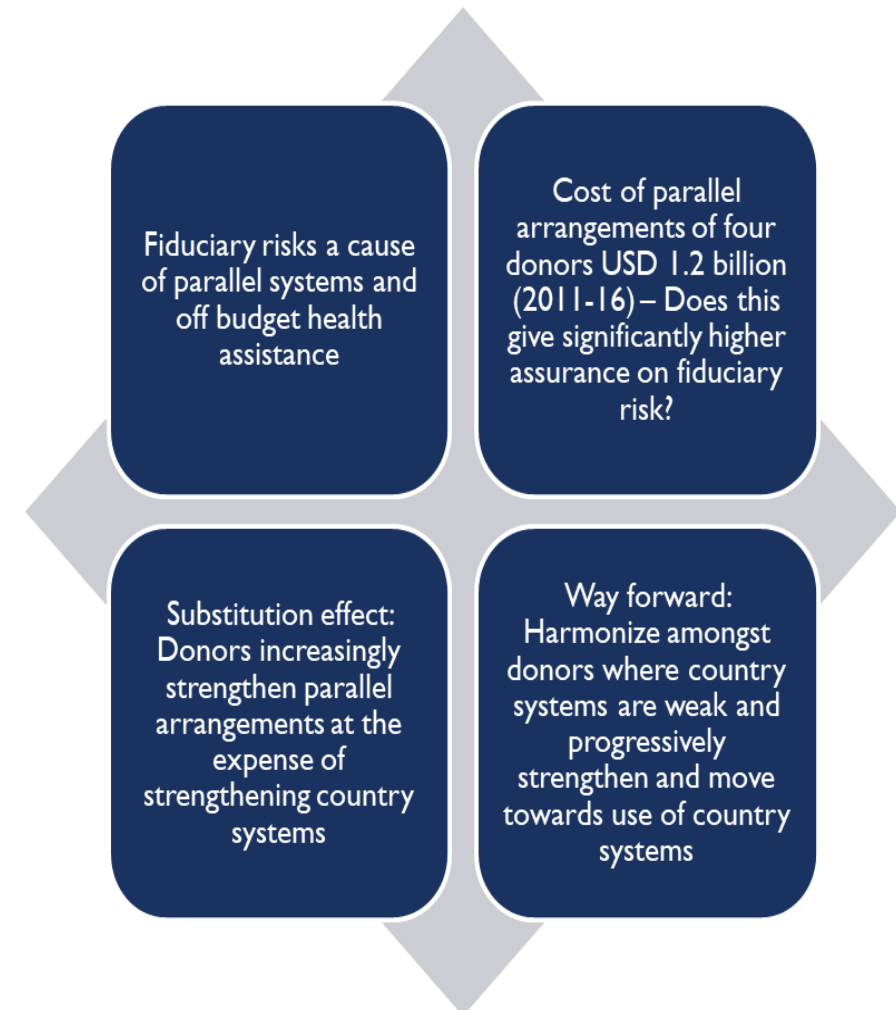 Fiduciary risks a cause
of parallel systems and
off budget health
assistance
Cost of parallel
arrangements of four
donors USD 1.2 billion
(2011-16) – Does this
give significantly higher
assurance on fiduciary
risk?
Substitution effect:
Donors increasingly
strengthen parallel
arrangements at the
expense of
strengthening country
systems
Way forward:
Harmonize amongst
donors where country
systems are weak and
progressively
strengthen and move
towards use of country
systems